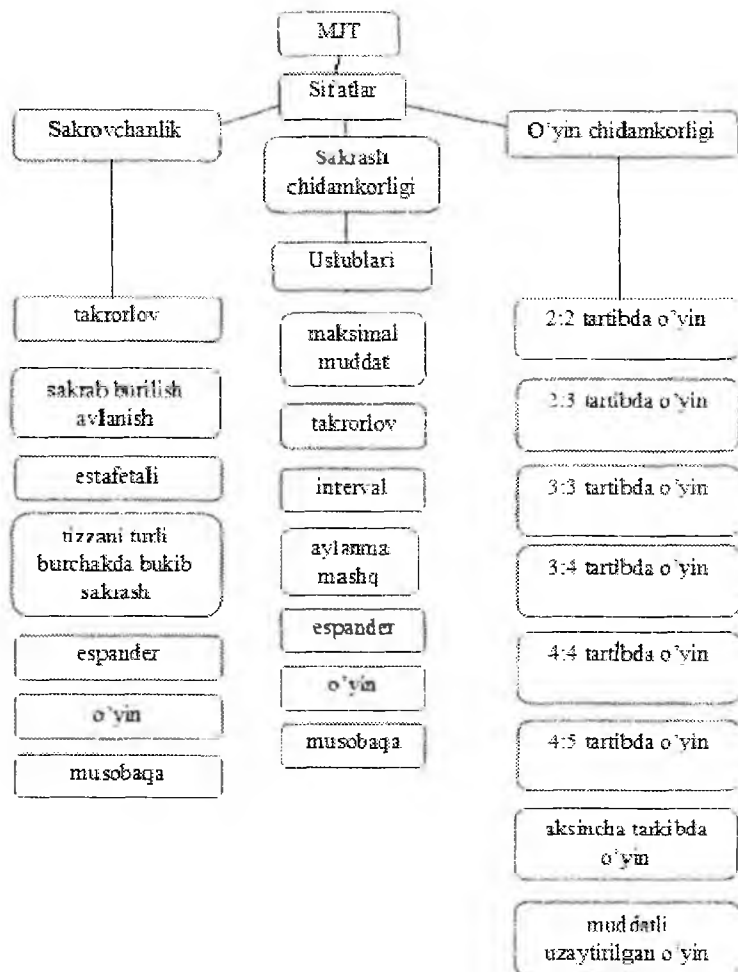 MJT
Sifatlar
Sakrovchanlik
Sakrash
chidamkorligi
O'yin chidamkorligi
Uslublari
takrorlov
sakrab burilish
aylanish
estafetali
tizzani turli
burchakda bukib
sakrash
espander
o'yin
musobaqa
maksimal
muddat
takrorlov
interval
aylanma
mashq
espander
o'yin
musobaqa
2:2 tartibda o'yin
2:3 tartibda o'yin
3:3 tartibda o'yin
3:4 tartibda o'yin
4:4 tartibda o'yin
4:5 tartibda o'yin
aksincha tarkibda
o'yin
muddatli
uzaytirilgan o'yin